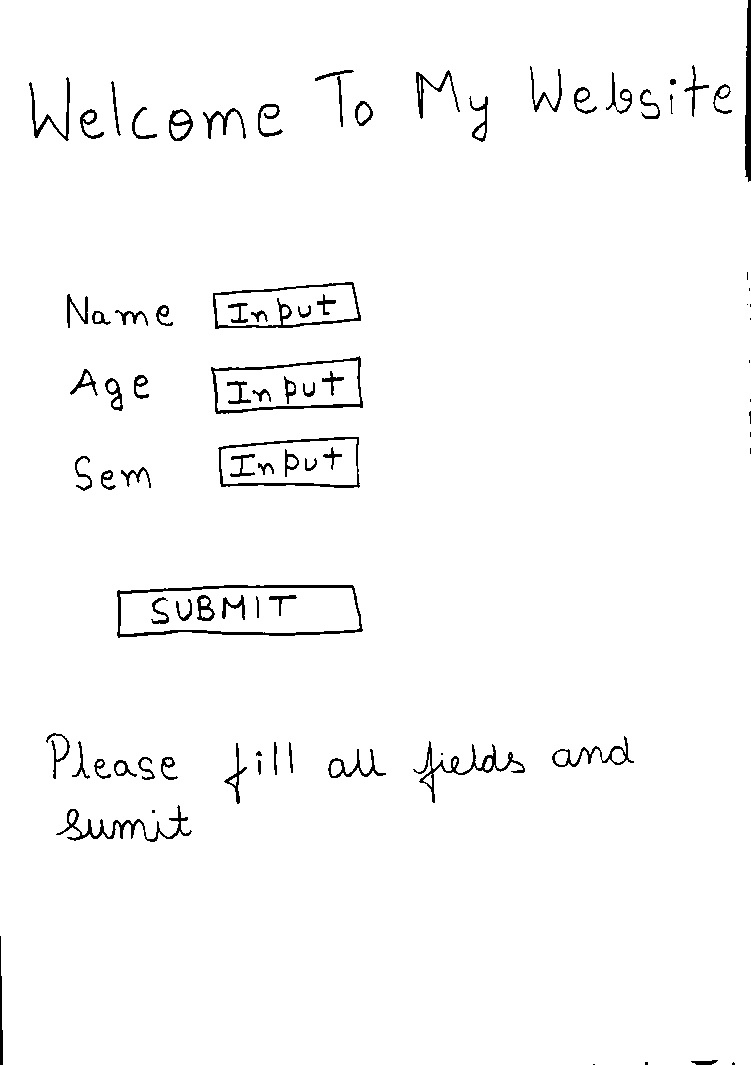 Welcome To My Website
Name Input
Age Input
Sem Input
SUBMIT
Please fill all fields and
sumit